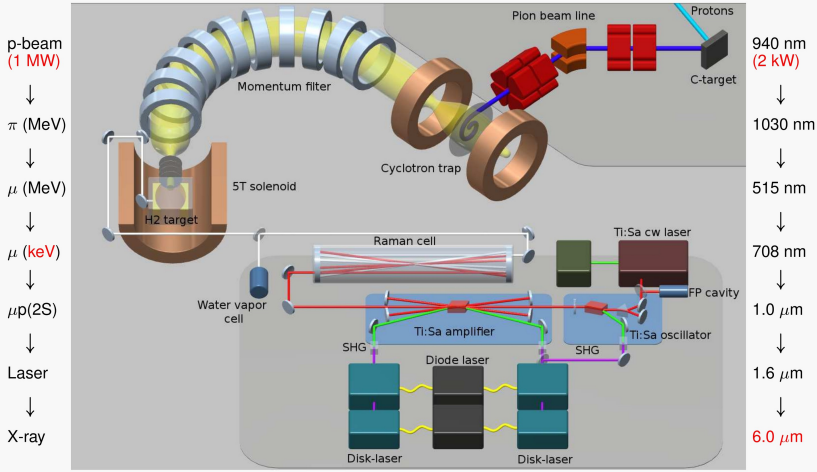 p-beam
(1 MW)
↓
π (MeV)
↓
μ (MeV)
↓
μ (keV)
↓
μp(2S)
↓
Laser
↓
X-ray
Protons
Pion beam line
C-target
Momentum filter
Cyclotron trap
5T solenoid
H2 target
Raman cell
Ti:Sa cw laser
Water vapor
cell
FP cavity
Ti:Sa amplifier
Ti:Sa oscillator
SHG
SHG
Diode laser
Disk-laser
Disk-laser
940 nm
(2 kW)
↓
1030 nm
↓
515 nm
↓
708 nm
↓
1.0 μm
↓
1.6 μm
↓
6.0 μm